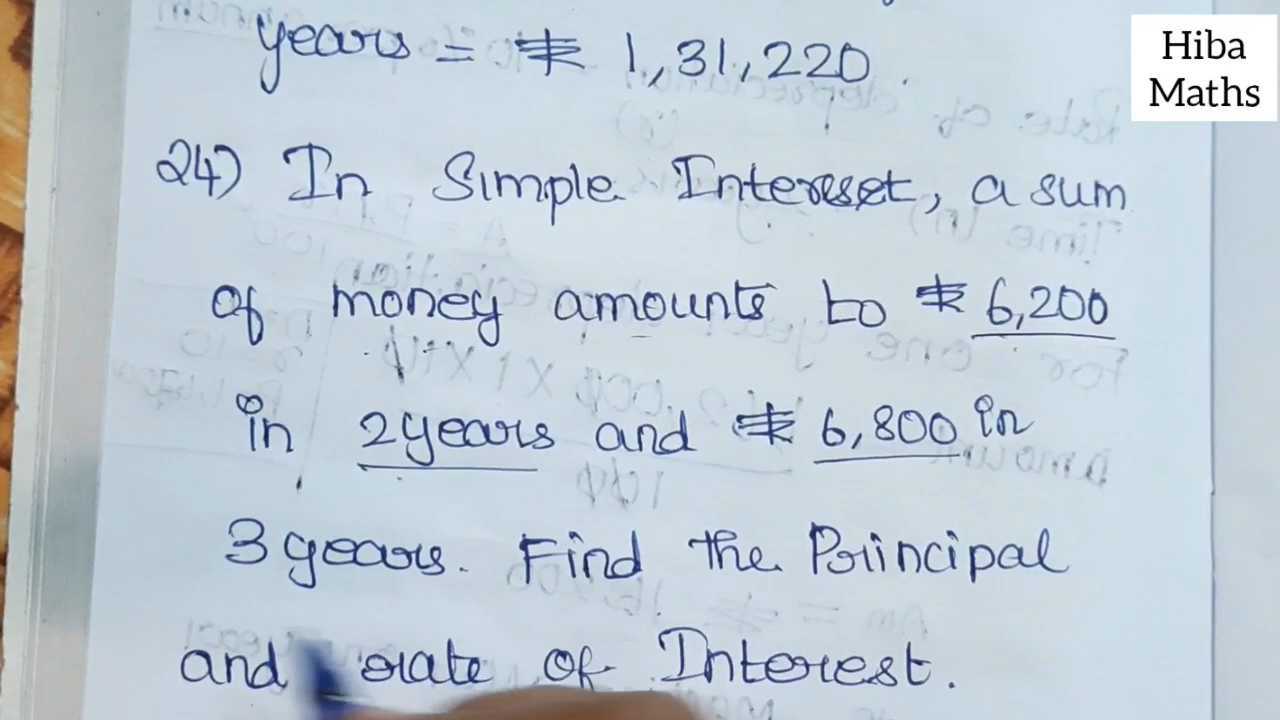 Hiba
Maths
years = ₹ 1,31,220.
24) In Simple Interest, a sum
of money amounts to ₹ 6,200
in 2 years and ₹ 6,800 in
3 years. Find the Principal
and rate of Interest.